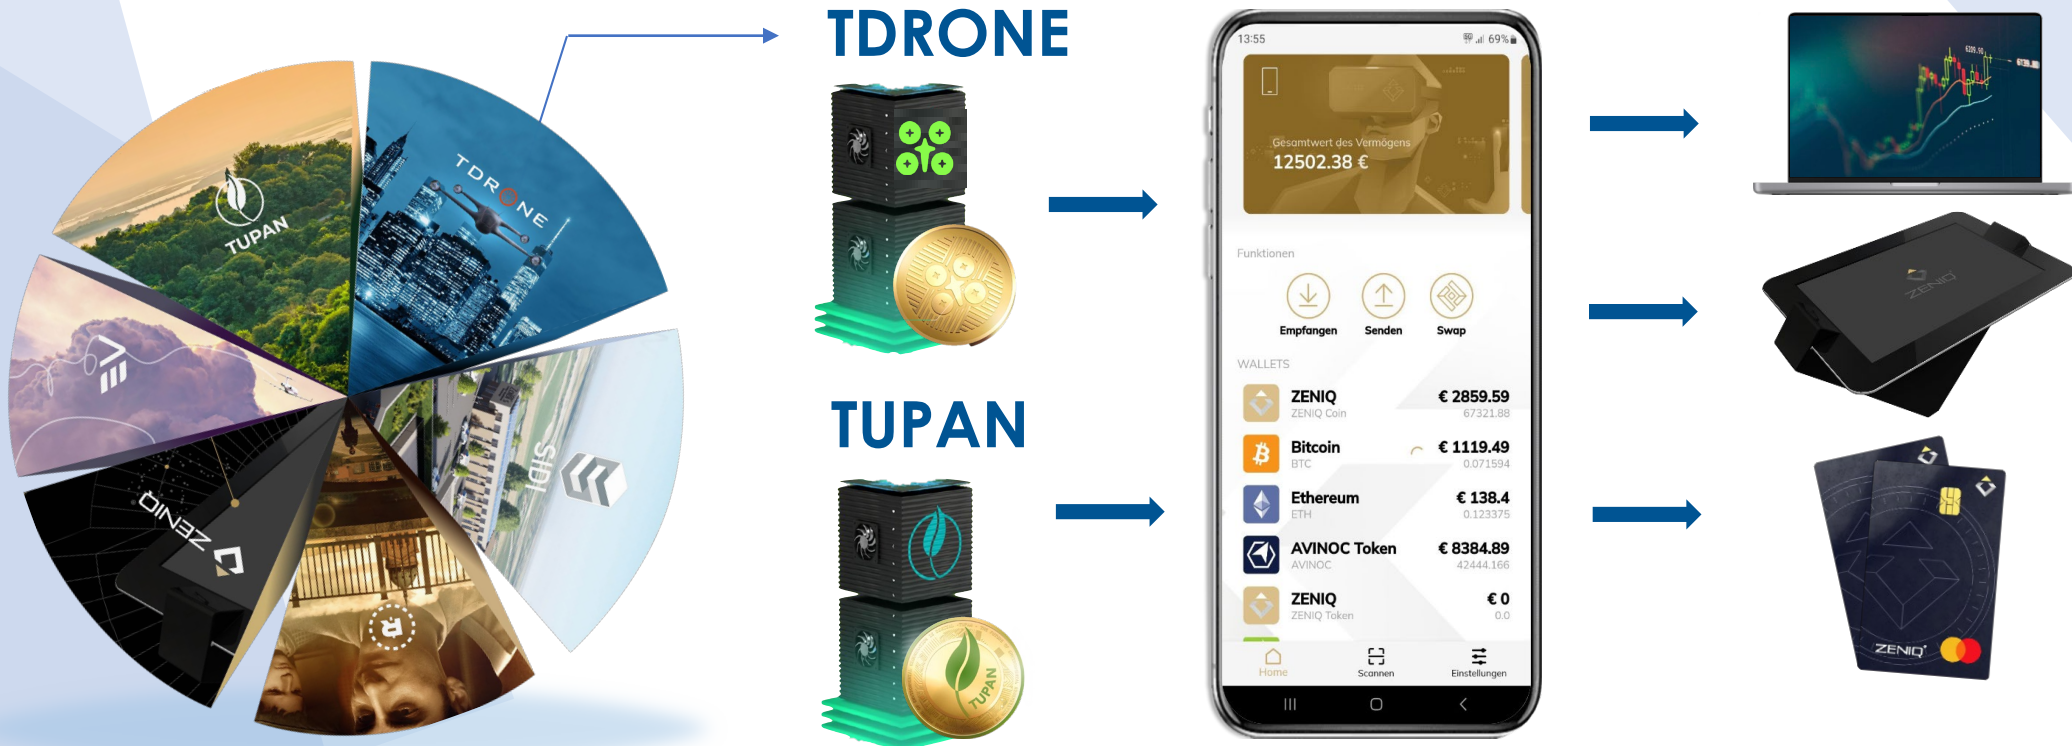 TDRONE
TUPAN
TDRONE
TUPAN
SIDI
ZENIQ
R
TUPAN
13:55
69%
Gesamtwert des Vermögens
12502.38 €
Funktionen
Empfangen Senden Swap
WALLETS
ZENIQ € 2859.59
ZENIQ Coin 67321.88
Bitcoin € 1119.49
BTC 0.071594
Ethereum € 138.4
ETH 0.123375
AVINOC Token € 8384.89
AVINOC 42444.166
ZENIQ € 0
ZENIQ Token 0.0
Home Scannen Einstellungen
ZENIQ
ZENIQ